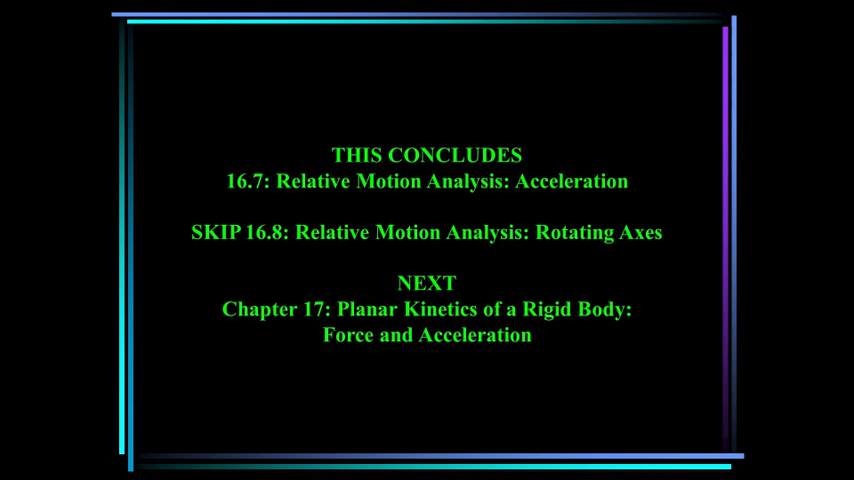 THIS CONCLUDES
16.7: Relative Motion Analysis: Acceleration
SKIP 16.8: Relative Motion Analysis: Rotating Axes
NEXT
Chapter 17: Planar Kinetics of a Rigid Body:
Force and Acceleration